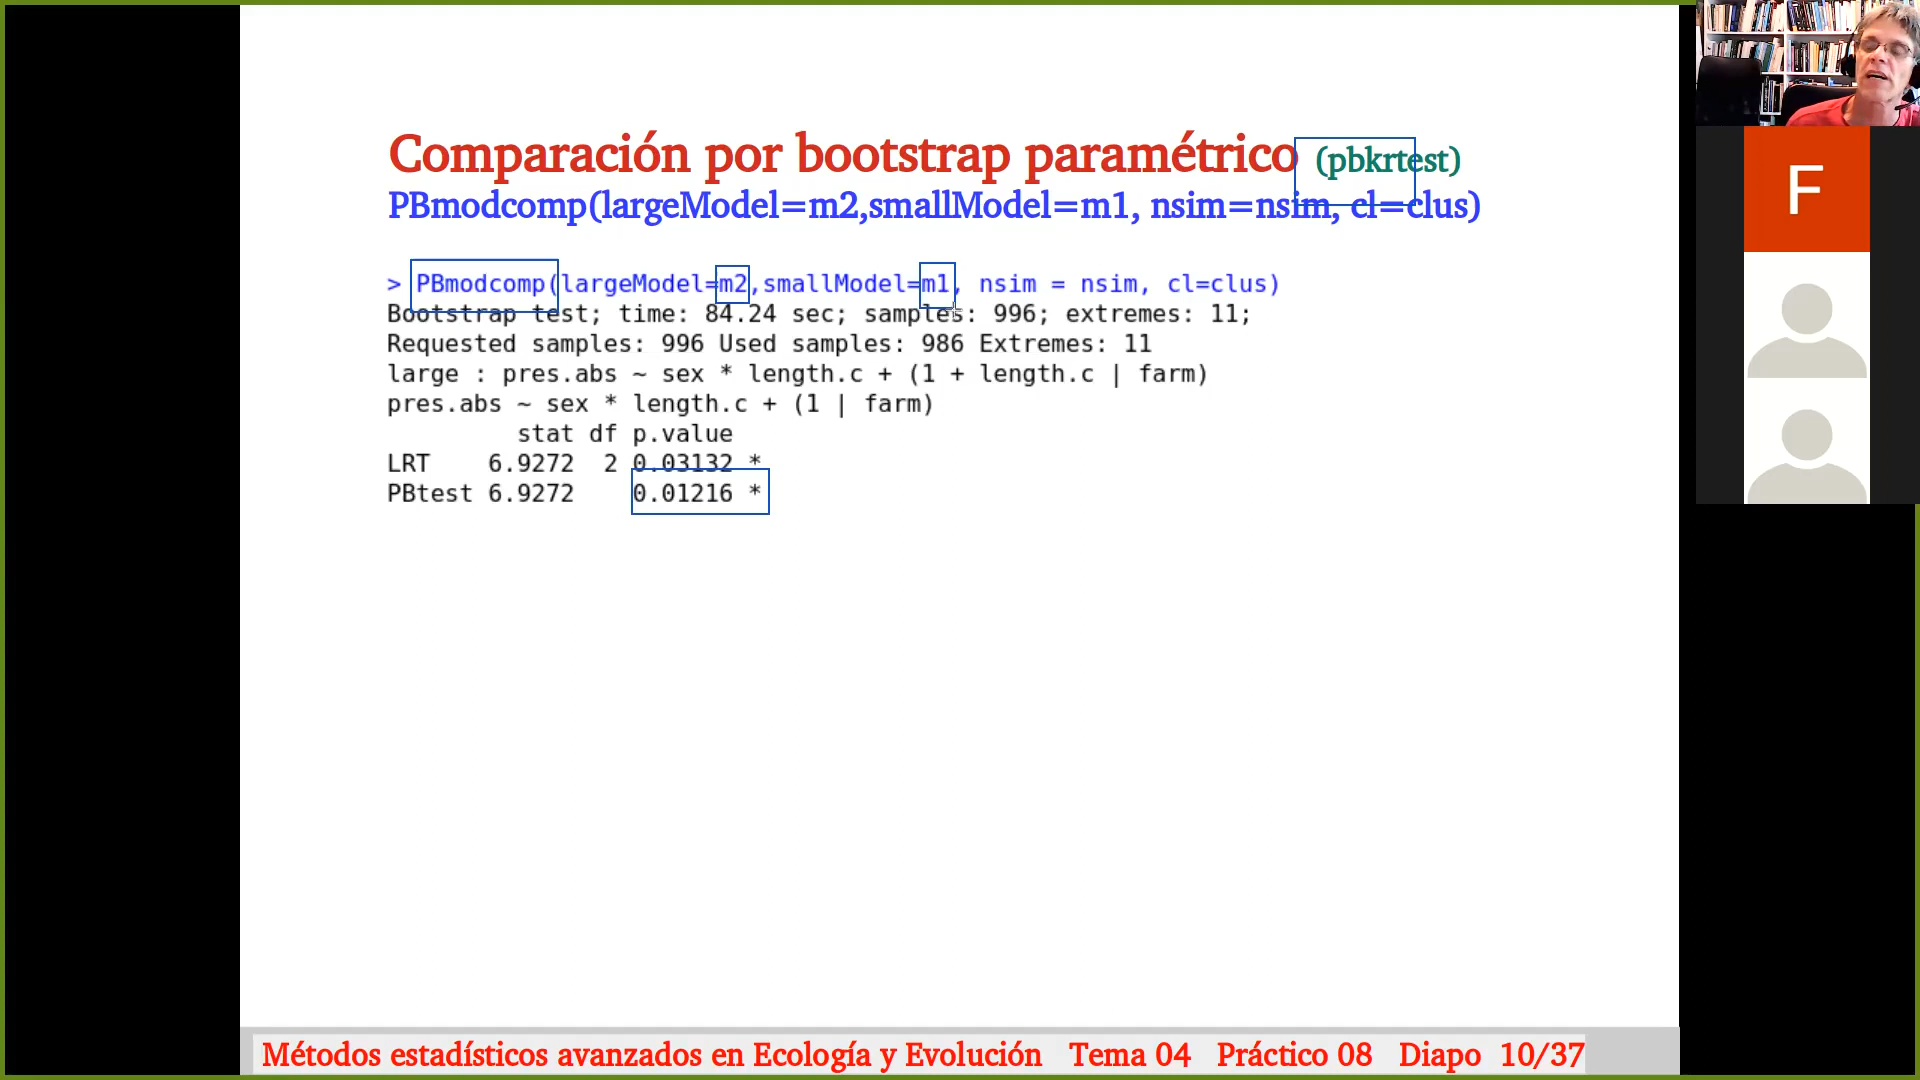 Comparación por bootstrap paramétrico (pbkrtest)
PBmodcomp(largeModel=m2,smallModel=m1, nsim=nsim, cl=clus)
> PBmodcomp(largeModel=m2,smallModel=m1, nsim = nsim, cl=clus)
Bootstrap test; time: 84.24 sec; samples: 996; extremes: 11;
Requested samples: 996 Used samples: 986 Extremes: 11
large : pres.abs ~ sex * length.c + (1 + length.c | farm)
pres.abs ~ sex * length.c + (1 | farm)
stat df p.value
LRT 6.9272 2 0.03132 *
PBtest 6.9272 0.01216 *
Métodos estadísticos avanzados en Ecología y Evolución Tema 04 Práctico 08 Diapo 10/37
F